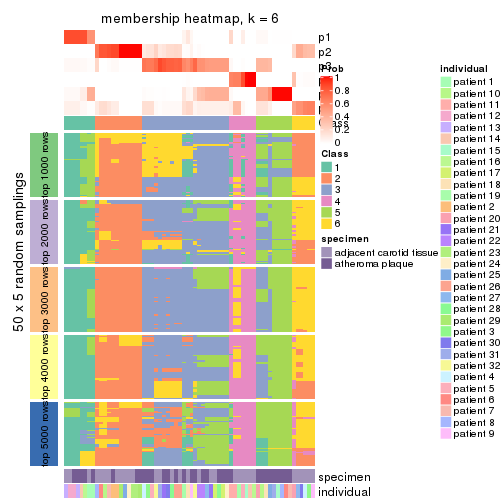 membership heatmap, k = 6
p1
p2
p3
Prob
1
0.8
0.6
0.4
0.2
0
Class
1
2
3
4
5
6
specimen
adjacent carotid tissue
atheroma plaque
50 x 5 random samplings
top 1000 rows
top 2000 rows
top 3000 rows
top 4000 rows
top 5000 rows
specimen
individual
individual
patient 1
patient 10
patient 11
patient 12
patient 13
patient 14
patient 15
patient 16
patient 17
patient 18
patient 19
patient 2
patient 20
patient 21
patient 22
patient 23
patient 24
patient 25
patient 26
patient 27
patient 28
patient 29
patient 3
patient 30
patient 31
patient 32
patient 4
patient 5
patient 6
patient 7
patient 8
patient 9